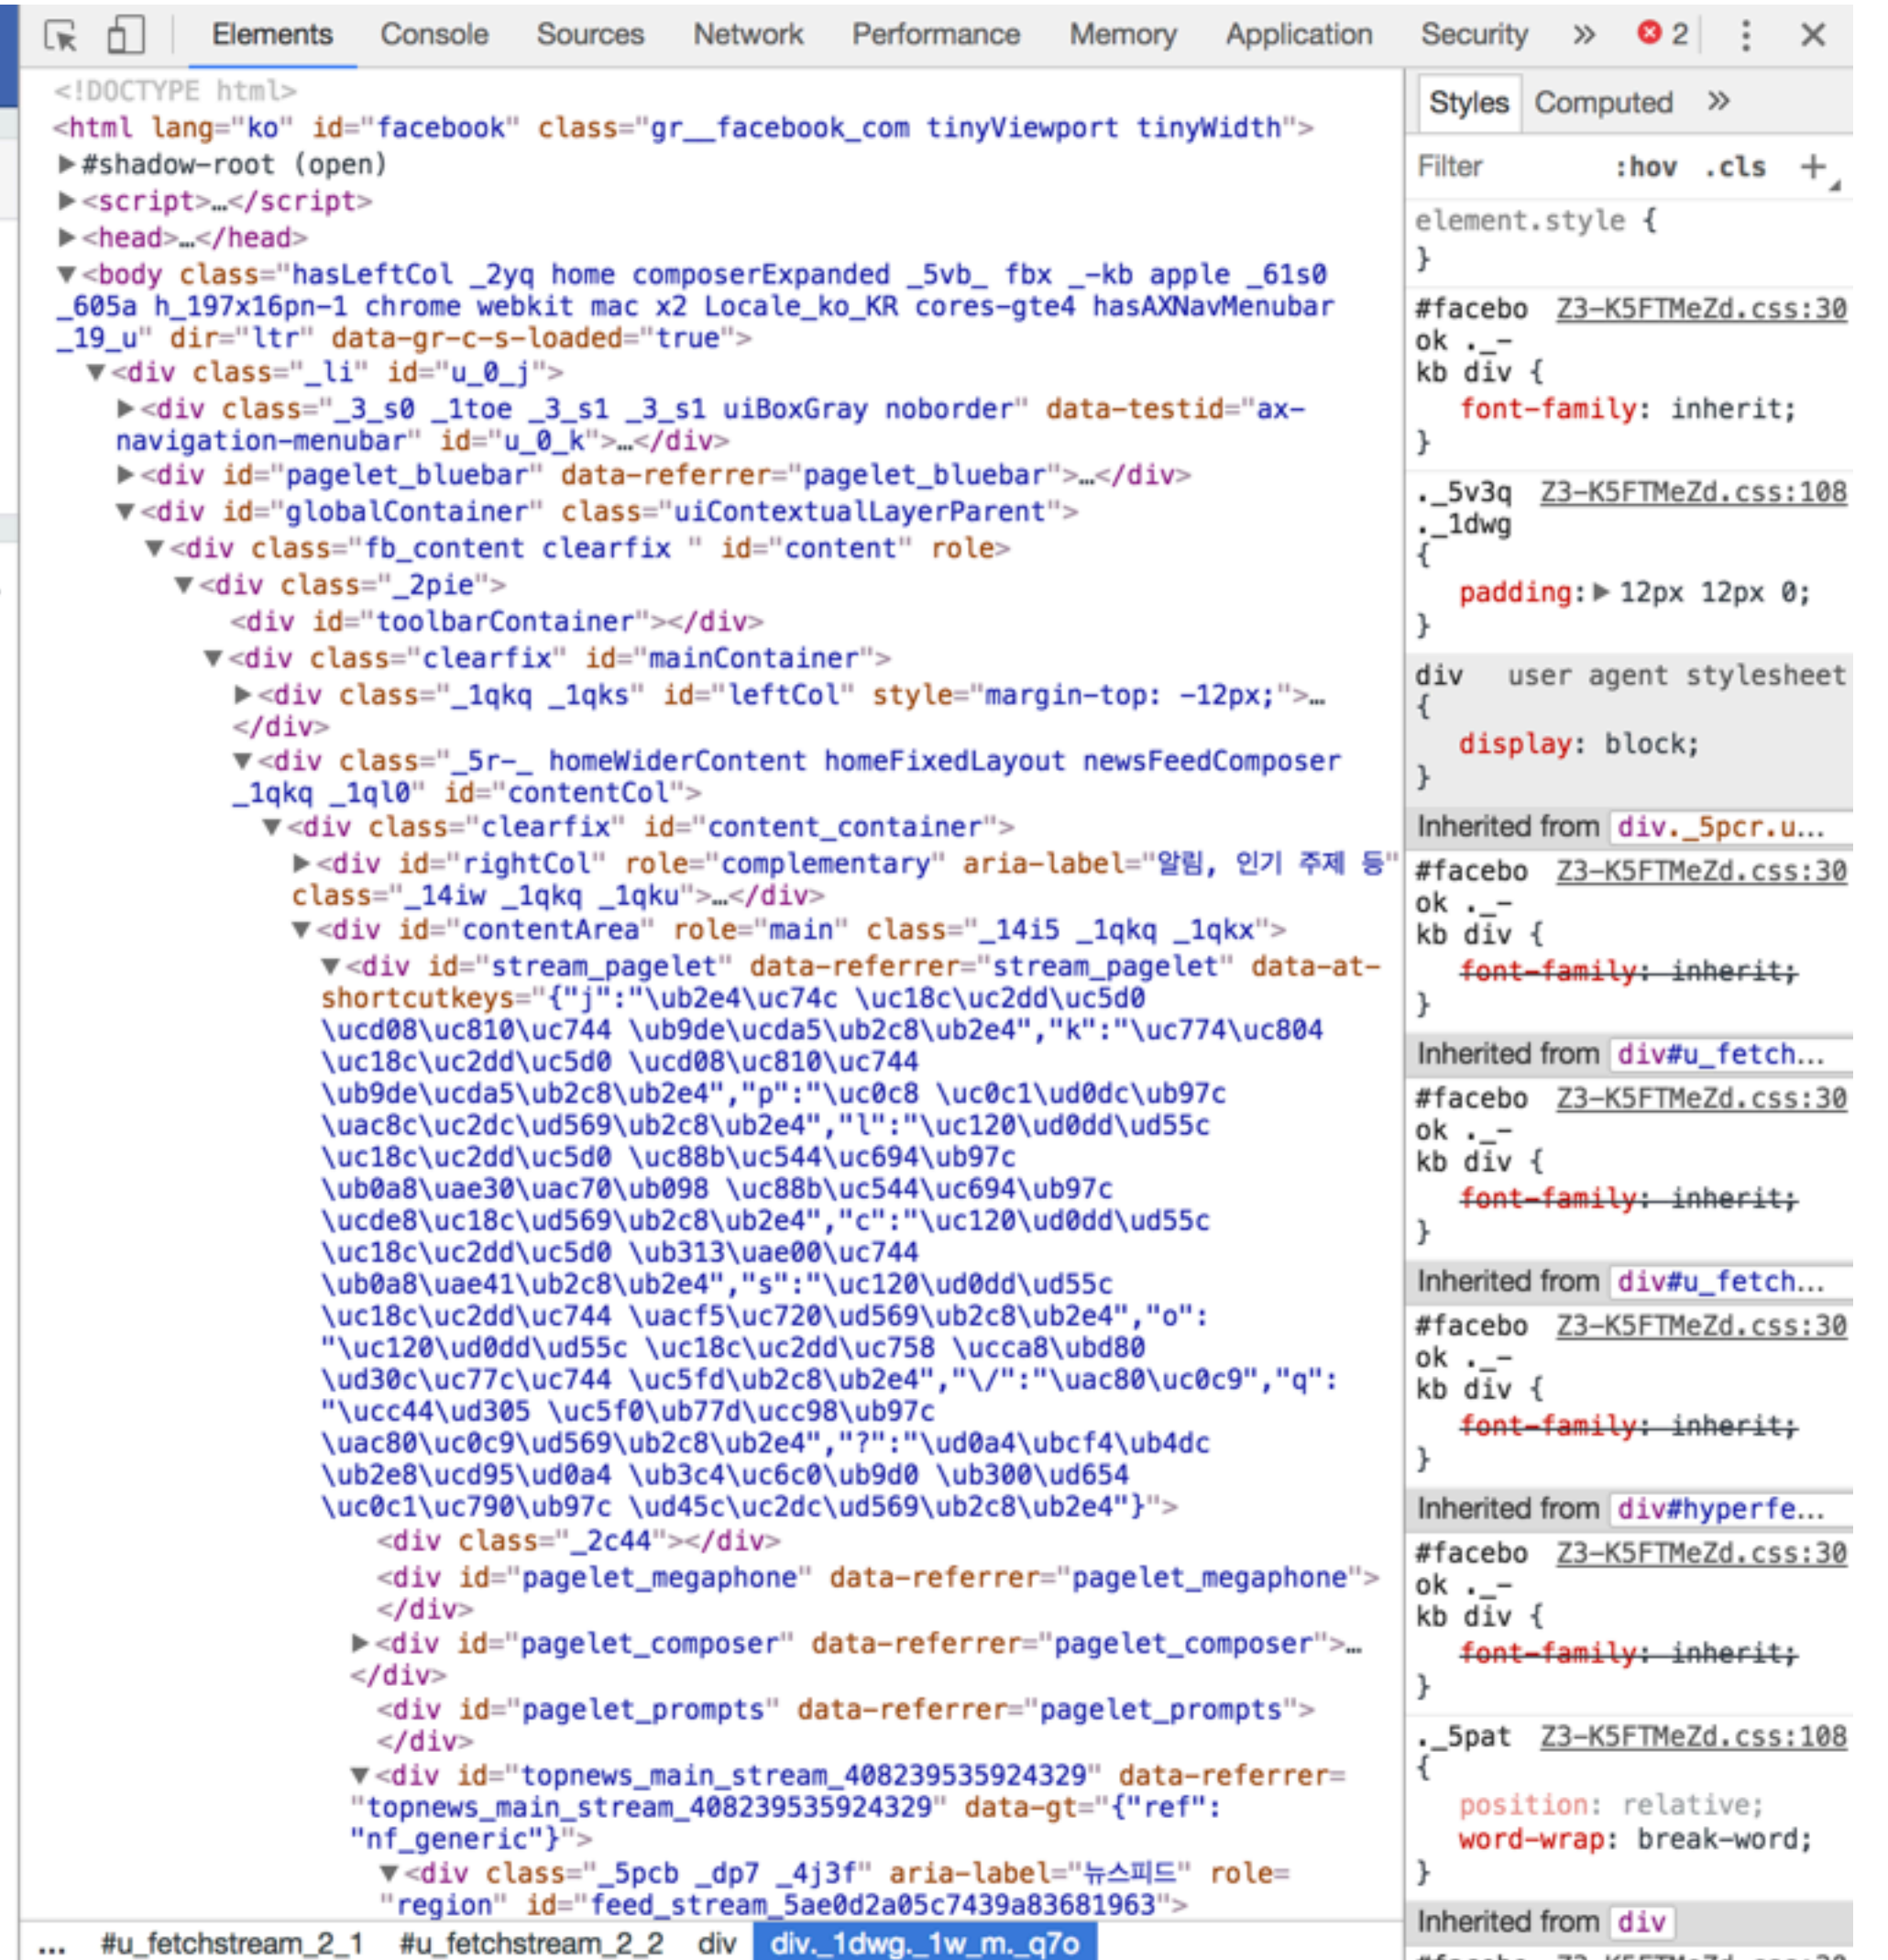 Elements Console Sources Network Performance Memory Application Security » 2
<!DOCTYPE html>
<html lang="ko" id="facebook" class="gr__facebook_com tinyViewport tinyWidth">
▶#shadow-root (open)
▶<script>…</script>
▶<head>…</head>
▼<body class="hasLeftCol _2yq home composerExpanded _5vb_ fbx _-kb apple _61s0
_605a h_197x16pn-1 chrome webkit mac x2 Locale_ko_KR cores-gte4 hasAXNavMenubar
_19_u" dir="ltr" data-gr-c-s-loaded="true">
▼<div class="_li" id="u_0_j">
▶<div class="_3_s0 _1toe _3_s1 _3_s1 uiBoxGray noborder" data-testid="ax-
navigation-menubar" id="u_0_k">…</div>
▶<div id="pagelet_bluebar" data-referrer="pagelet_bluebar">…</div>
▼<div id="globalContainer" class="uiContextualLayerParent">
▼<div class="fb_content clearfix " id="content" role>
▼<div class="_2pie">
<div id="toolbarContainer"></div>
▼<div class="clearfix" id="mainContainer">
▶<div class="_1qkq _1qks" id="leftCol" style="margin-top: -12px;">…
</div>
▼<div class="_5r-_ homeWiderContent homeFixedLayout newsFeedComposer
_1qkq _1ql0" id="contentCol">
▼<div class="clearfix" id="content_container">
▶<div id="rightCol" role="complementary" aria-label="알림, 인기 주제 등"
class="_14iw _1qkq _1qku">…</div>
▼<div id="contentArea" role="main" class="_14i5 _1qkq _1qkx">
▼<div id="stream_pagelet" data-referrer="stream_pagelet" data-at-
shortcutkeys="{"j":"\ub2e4\uc74c \uc18c\uc2dd\uc5d0
\ucd08\uc810\uc744 \ub9de\ucda5\ub2c8\ub2e4","k":"\uc774\uc804
\uc18c\uc2dd\uc5d0 \ucd08\uc810\uc744
\ub9de\ucda5\ub2c8\ub2e4","p":"\uc0c8 \uc0c1\ud0dc\ub97c
\uac8c\uc2dc\ud569\ub2c8\ub2e4","l":"\uc120\ud0dd\ud55c
\uc18c\uc2dd\uc5d0 \uc88b\uc544\uc694\ub97c
\ub0a8\uae30\uac70\ub098 \uc88b\uc544\uc694\ub97c
\ucde8\uc18c\ud569\ub2c8\ub2e4","c":"\uc120\ud0dd\ud55c
\uc18c\uc2dd\uc5d0 \ub313\uae00\uc744
\ub0a8\uae41\ub2c8\ub2e4","s":"\uc120\ud0dd\ud55c
\uc18c\uc2dd\uc744 \uacf5\uc720\ud569\ub2c8\ub2e4","o":
"\uc120\ud0dd\ud55c \uc18c\uc2dd\uc758 \ucca8\ubd80
\ud30c\uc77c\uc744 \uc5fd\ub2c8\ub2e4","\/":"\uac80\uc0c9","q":
"\ucc44\ud305 \uc5f0\ub77d\ucc98\ub97c
\uac80\uc0c9\ud569\ub2c8\ub2e4","?":"\ud0a4\ubcf4\ub4dc
\ub2e8\ucd95\ud0a4 \ub3c4\uc6c0\ub9d0 \ub300\ud654
\uc0c1\uc790\ub97c \ud45c\uc2dc\ud569\ub2c8\ub2e4"}">
<div class="_2c44"></div>
<div id="pagelet_megaphone" data-referrer="pagelet_megaphone">
</div>
▶<div id="pagelet_composer" data-referrer="pagelet_composer">…
</div>
<div id="pagelet_prompts" data-referrer="pagelet_prompts">
</div>
▼<div id="topnews_main_stream_408239535924329" data-referrer=
"topnews_main_stream_408239535924329" data-gt="{"ref":
"nf_generic"}">
▼<div class="_5pcb _dp7 _4j3f" aria-label="뉴스피드" role=
"region" id="feed_stream_5ae0d2a05c7439a83681963">
... #u_fetchstream_2_1 #u_fetchstream_2_2 div div._1dwg._1w_m._q7o
Styles Computed »
Filter :hov .cls +
element.style {
}
#facebo Z3-K5FTMeZd.css:30
ok ._-
kb div {
font-family: inherit;
}
._5v3q Z3-K5FTMeZd.css:108
._1dwg
{
padding:▶12px 12px 0;
}
div user agent stylesheet
{
display: block;
}
Inherited from div._5pcr.u...
#facebo Z3-K5FTMeZd.css:30
ok ._-
kb div {
font-family: inherit;
}
Inherited from div#u_fetch...
#facebo Z3-K5FTMeZd.css:30
ok ._-
kb div {
font-family: inherit;
}
Inherited from div#u_fetch...
#facebo Z3-K5FTMeZd.css:30
ok ._-
kb div {
font-family: inherit;
}
Inherited from div#hyperfe...
#facebo Z3-K5FTMeZd.css:30
ok ._-
kb div {
font-family: inherit;
}
._5pat Z3-K5FTMeZd.css:108
{
position: relative;
word-wrap: break-word;
}
Inherited from div